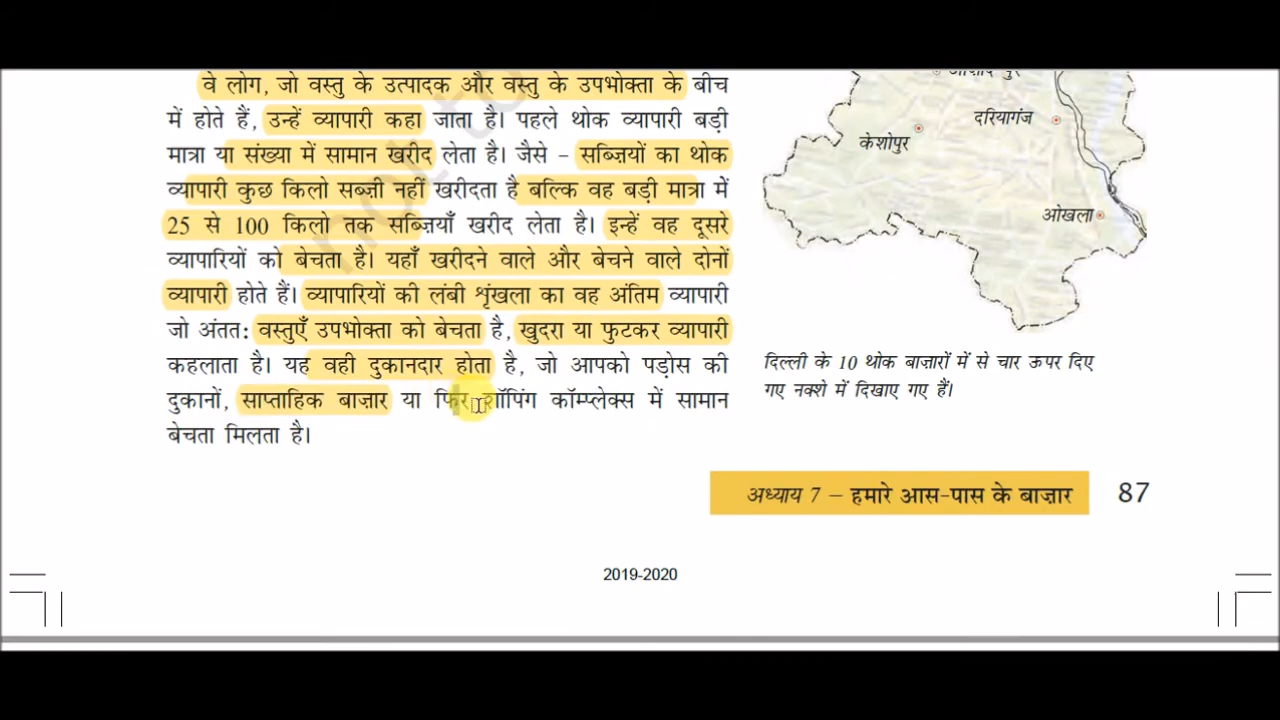 वे लोग, जो वस्तु के उत्पादक और वस्तु के उपभोक्ता के बीच
में होते हैं, उन्हें व्यापारी कहा जाता है। पहले थोक व्यापारी बड़ी
मात्रा या संख्या में सामान खरीद लेता है। जैसे – सब्ज़ियों का थोक
व्यापारी कुछ किलो सब्ज़ी नहीं खरीदता है बल्कि वह बड़ी मात्रा में
25 से 100 किलो तक सब्ज़ियाँ खरीद लेता है। इन्हें वह दूसरे
व्यापारियों को बेचता है। यहाँ खरीदने वाले और बेचने वाले दोनों
व्यापारी होते हैं। व्यापारियों की लंबी शृंखला का वह अंतिम व्यापारी
जो अंतत: वस्तुएँ उपभोक्ता को बेचता है, खुदरा या फुटकर व्यापारी
कहलाता है। यह वही दुकानदार होता है, जो आपको पड़ोस की
दुकानों, साप्ताहिक बाज़ार या फिर शॉपिंग कॉम्प्लेक्स में सामान
बेचता मिलता है।
दरियागंज
केशोपुर
ओखला
दिल्ली के 10 थोक बाज़ारों में से चार ऊपर दिए
गए नक्शे में दिखाए गए हैं।
अध्याय 7 – हमारे आस-पास के बाज़ार 87
2019-2020